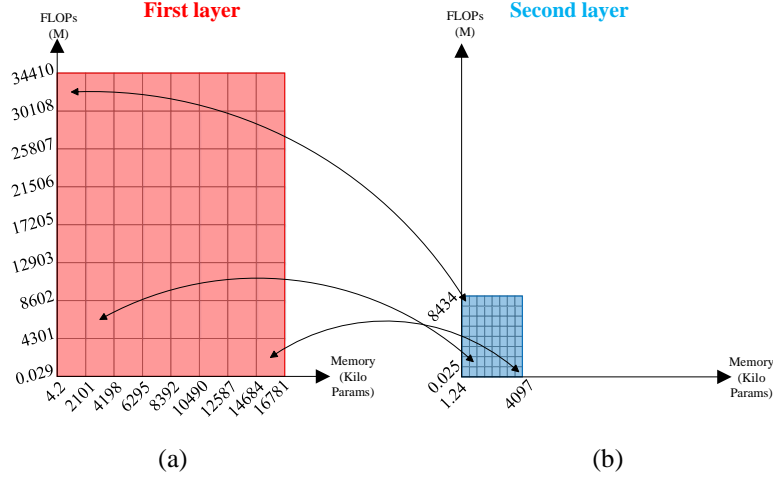 First layer
Second layer
FLOPs
(M)
FLOPs
(M)
34410
30108
25807
21506
17205
12903
8602
4301
0.029
4.2
2101
4198
6295
8392
10490
12587
14684
16781
Memory
(Kilo
Params)
8434
0.025
1.24
4097
Memory
(Kilo
Params)
(a)
(b)